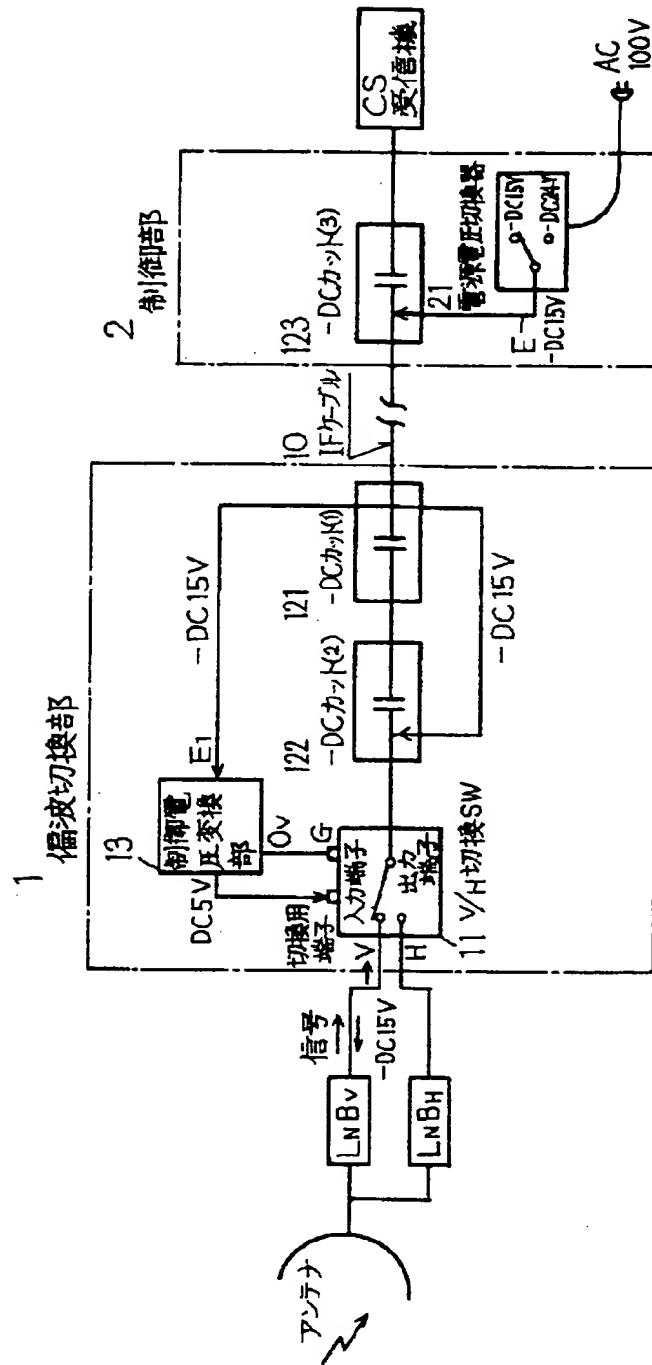 1 偏波切換部
2 制御部
13
制御電
圧変換
部
E1
-DC15V
DC5V
0v
G
切換用
端子
入力端子
出力
端子
11 V/H切換SW
V
H
信号
-DC15V
LNBV
LNBH
アンテナ
122
-DCカット(2)
121
-DCカット(1)
-DC15V
10
IFケーブル
123
-DCカット(3)
21
電源電圧切換器
-DC15V
-DC24V
E
-DC15V
CS
受信機
AC
100V